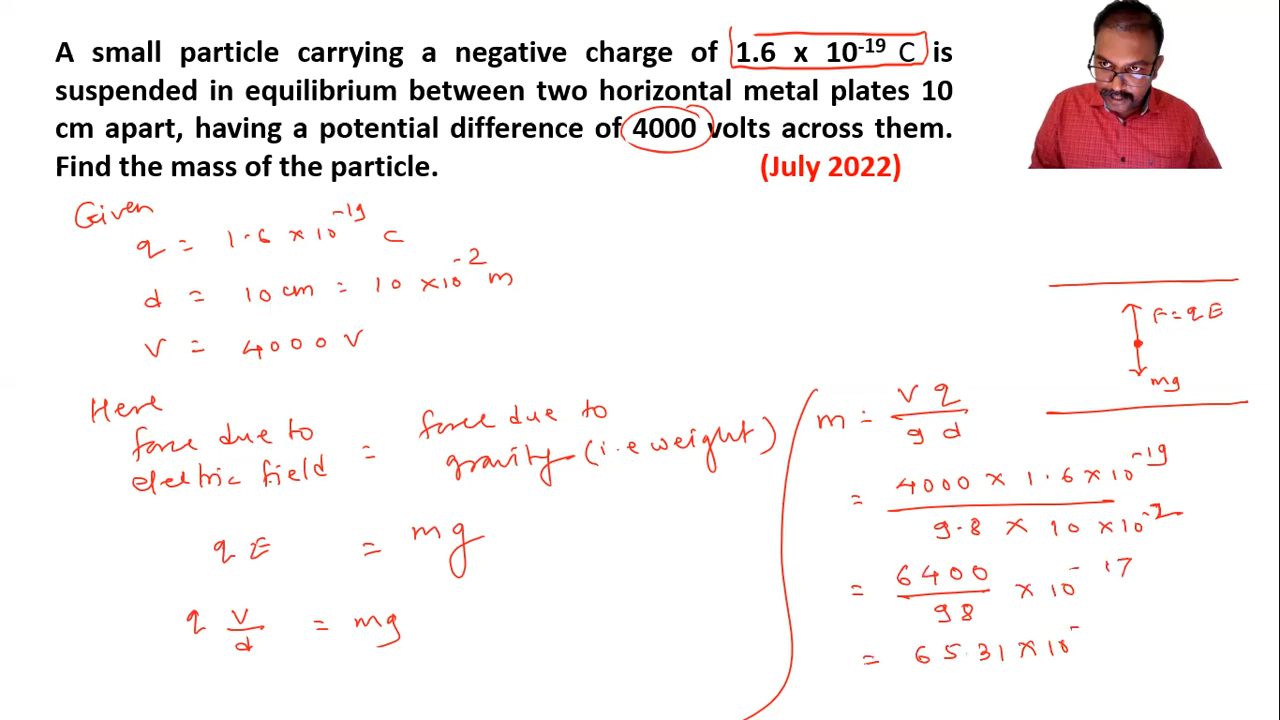 A small particle carrying a negative charge of 1.6 x 10⁻¹⁹ C is
suspended in equilibrium between two horizontal metal plates 10
cm apart, having a potential difference of 4000 volts across them.
Find the mass of the particle. (July 2022)
Given
q = 1.6 × 10⁻¹⁹ C
d = 10 cm = 10 × 10⁻² m
V = 4000 V
F = qE
mg
Here
force due to electric field = force due to gravity (i.e weight)
qE = mg
q V/d = mg
m = Vq / gd
= 4000 × 1.6 × 10⁻¹⁹ / 9.8 × 10 × 10⁻²
= 6400/98 × 10⁻¹⁷
= 65.31 × 10⁻